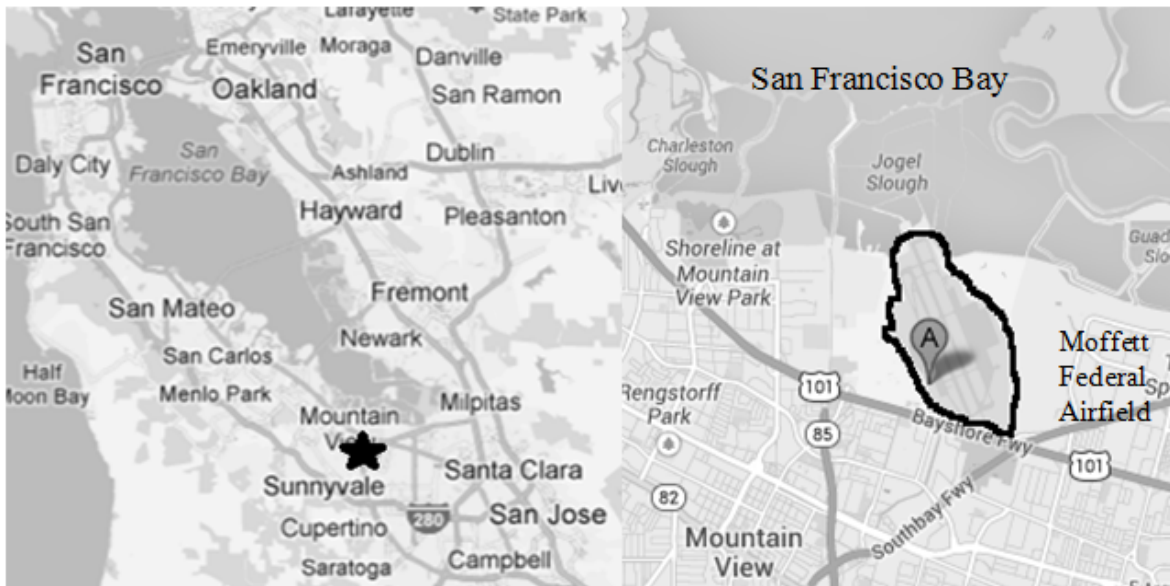 Lafayette
State Park
Emeryville
Moraga
San
Francisco
Oakland
Danville
San Ramon
San
Francisco Bay
Daly City
Ashland
Dublin
Hayward
Pleasanton
South San
Francisco
San Mateo
Fremont
Newark
San Carlos
Half
Moon Bay
Menlo Park
Mountain
View
Milpitas
Santa Clara
Sunnyvale
280
San Jose
Cupertino
Saratoga
Campbell
San Francisco Bay
Charleston
Slough
Jogel
Slough
Shoreline at
Mountain
View Park
A
Moffett
Federal
Airfield
101
Rengstorff
Park
85
Bayshore Fwy
101
82
Southbay Fwy
Mountain
View